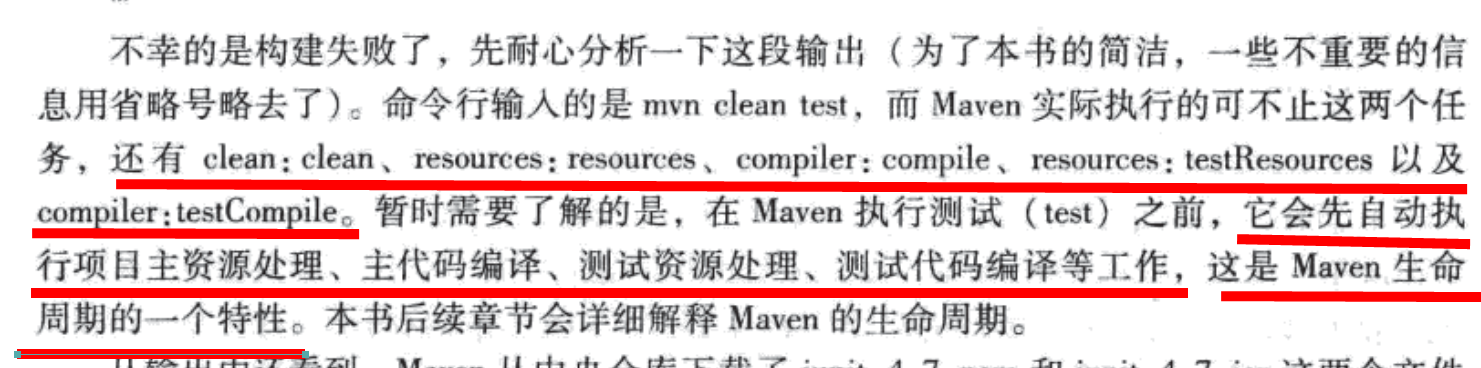 不幸的是构建失败了，先耐心分析一下这段输出（为了本书的简洁，一些不重要的信
息用省略号略去了）。命令行输入的是 mvn clean test，而 Maven 实际执行的可不止这两个任
务，还有 clean：clean、resources：resources、compiler：compile、resources：testResources 以及
compiler：testCompile。暂时需要了解的是，在 Maven 执行测试（test）之前，它会先自动执
行项目主资源处理、主代码编译、测试资源处理、测试代码编译等工作，这是 Maven 生命
周期的一个特性。本书后续章节会详细解释 Maven 的生命周期。